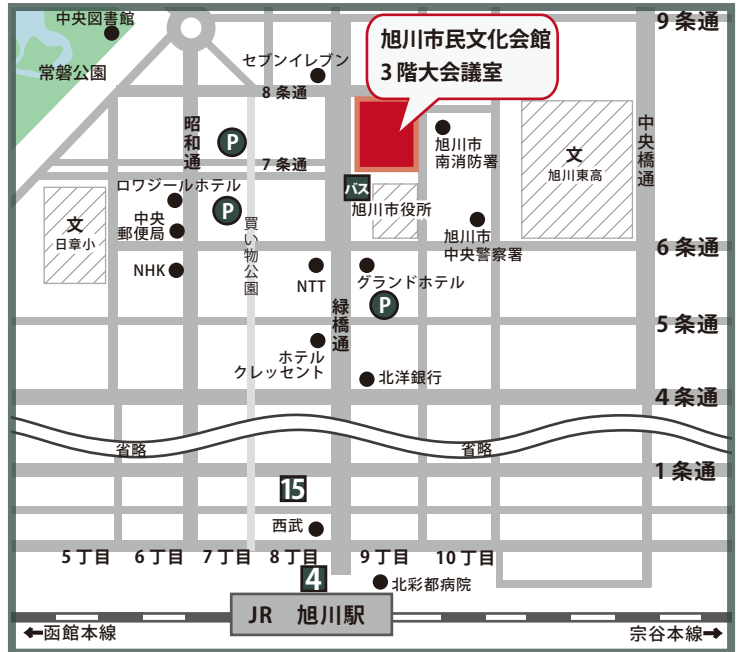 中央図書館
9条通
旭川市民文化会館
3階大会議室
セブンイレブン
常磐公園
8条通
昭和通
中央橋通
P
旭川市
南消防署
文
旭川東高
7条通
ロワジールホテル
バス
旭川市役所
P
文
日章小
中央
郵便局
買い物公園
旭川市
中央警察署
6条通
NHK
NTT
グランドホテル
P
緑橋通
5条通
ホテル
クレッセント
北洋銀行
4条通
省略
省略
1条通
15
西武
5丁目
6丁目
7丁目
8丁目
9丁目
10丁目
4
北彩都病院
JR 旭川駅
←函館本線
宗谷本線→